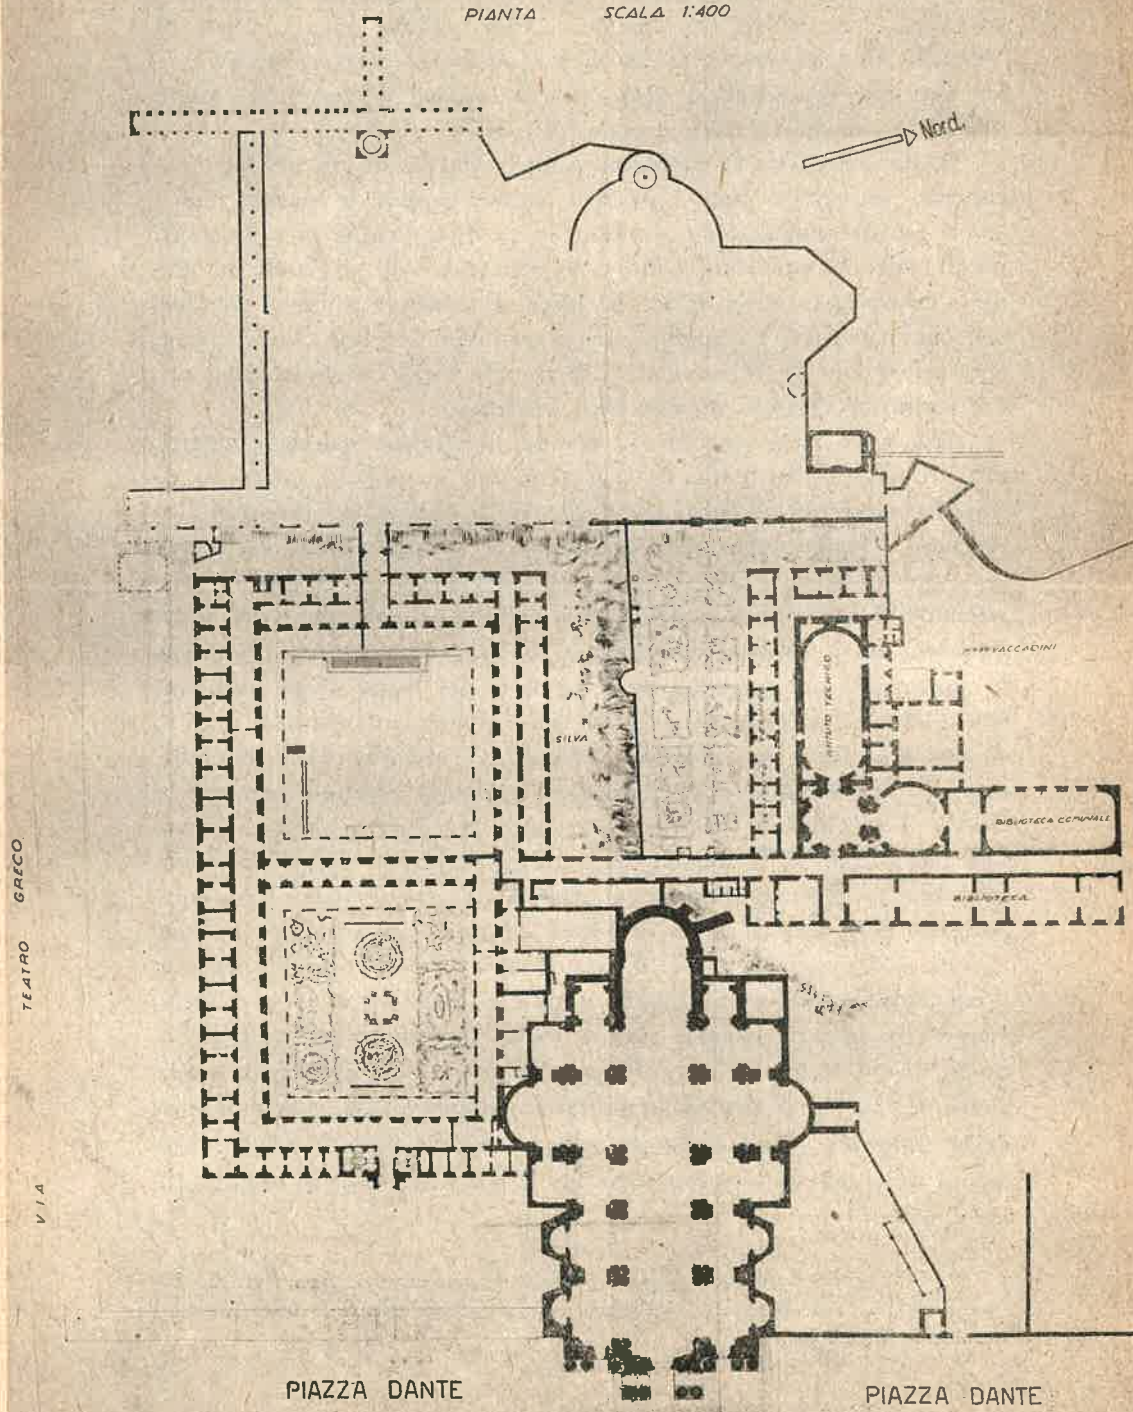 PIANTA SCALA 1:400
Nord.
VACCADINI
ISTITUTO TECNICO
SILVA
BIBLIOTECA COMUNALE
BIBLIOTECA
VIA TEATRO GRECO
PIAZZA DANTE
PIAZZA DANTE